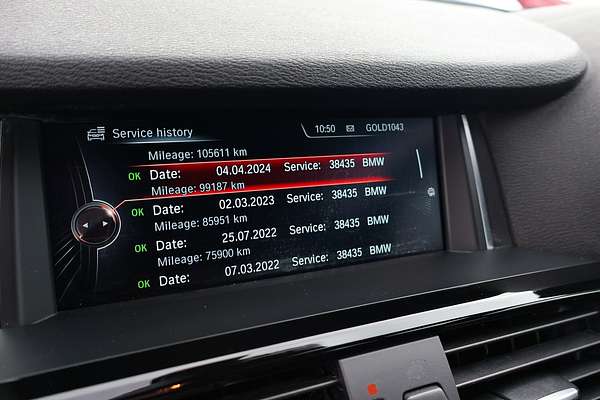 Service history 10:50 GOLD1043
Mileage: 105611 km
OK Date: 04.04.2024 Service: 38435 BMW
Mileage: 99187 km
OK Date: 02.03.2023 Service: 38435 BMW
Mileage: 85951 km
OK Date: 25.07.2022 Service: 38435 BMW
Mileage: 75900 km
OK Date: 07.03.2022 Service: 38435 BMW